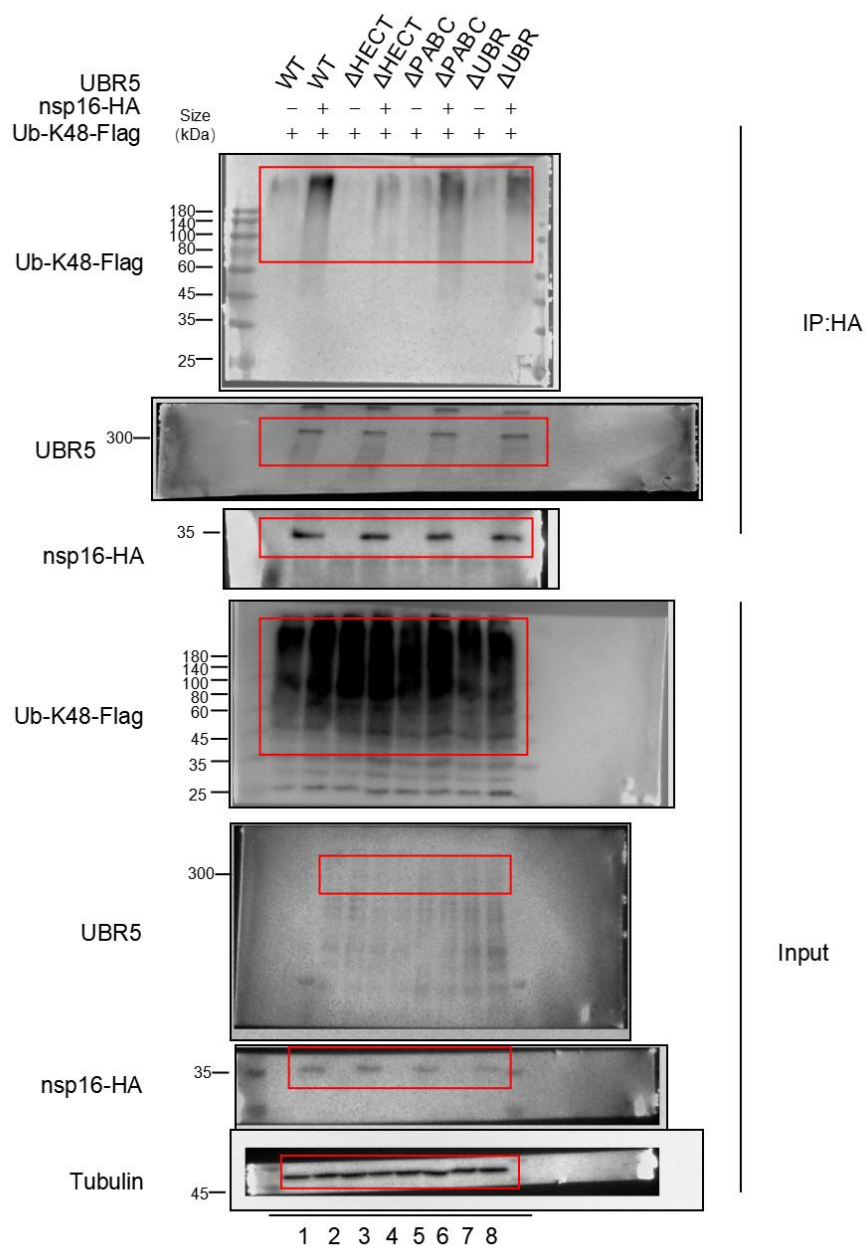 UBR5 WT WT ΔHECT ΔHECT ΔPABC ΔPABC ΔUBR ΔUBR
nsp16-HA − + − + − + − +
Size (kDa)
Ub-K48-Flag + + + + + + + +
Ub-K48-Flag
180
140
100
80
60
45
35
25
IP:HA
300
UBR5
35
nsp16-HA
Ub-K48-Flag
180
140
100
80
60
45
35
25
300
UBR5
Input
35
nsp16-HA
Tubulin
45
1 2 3 4 5 6 7 8